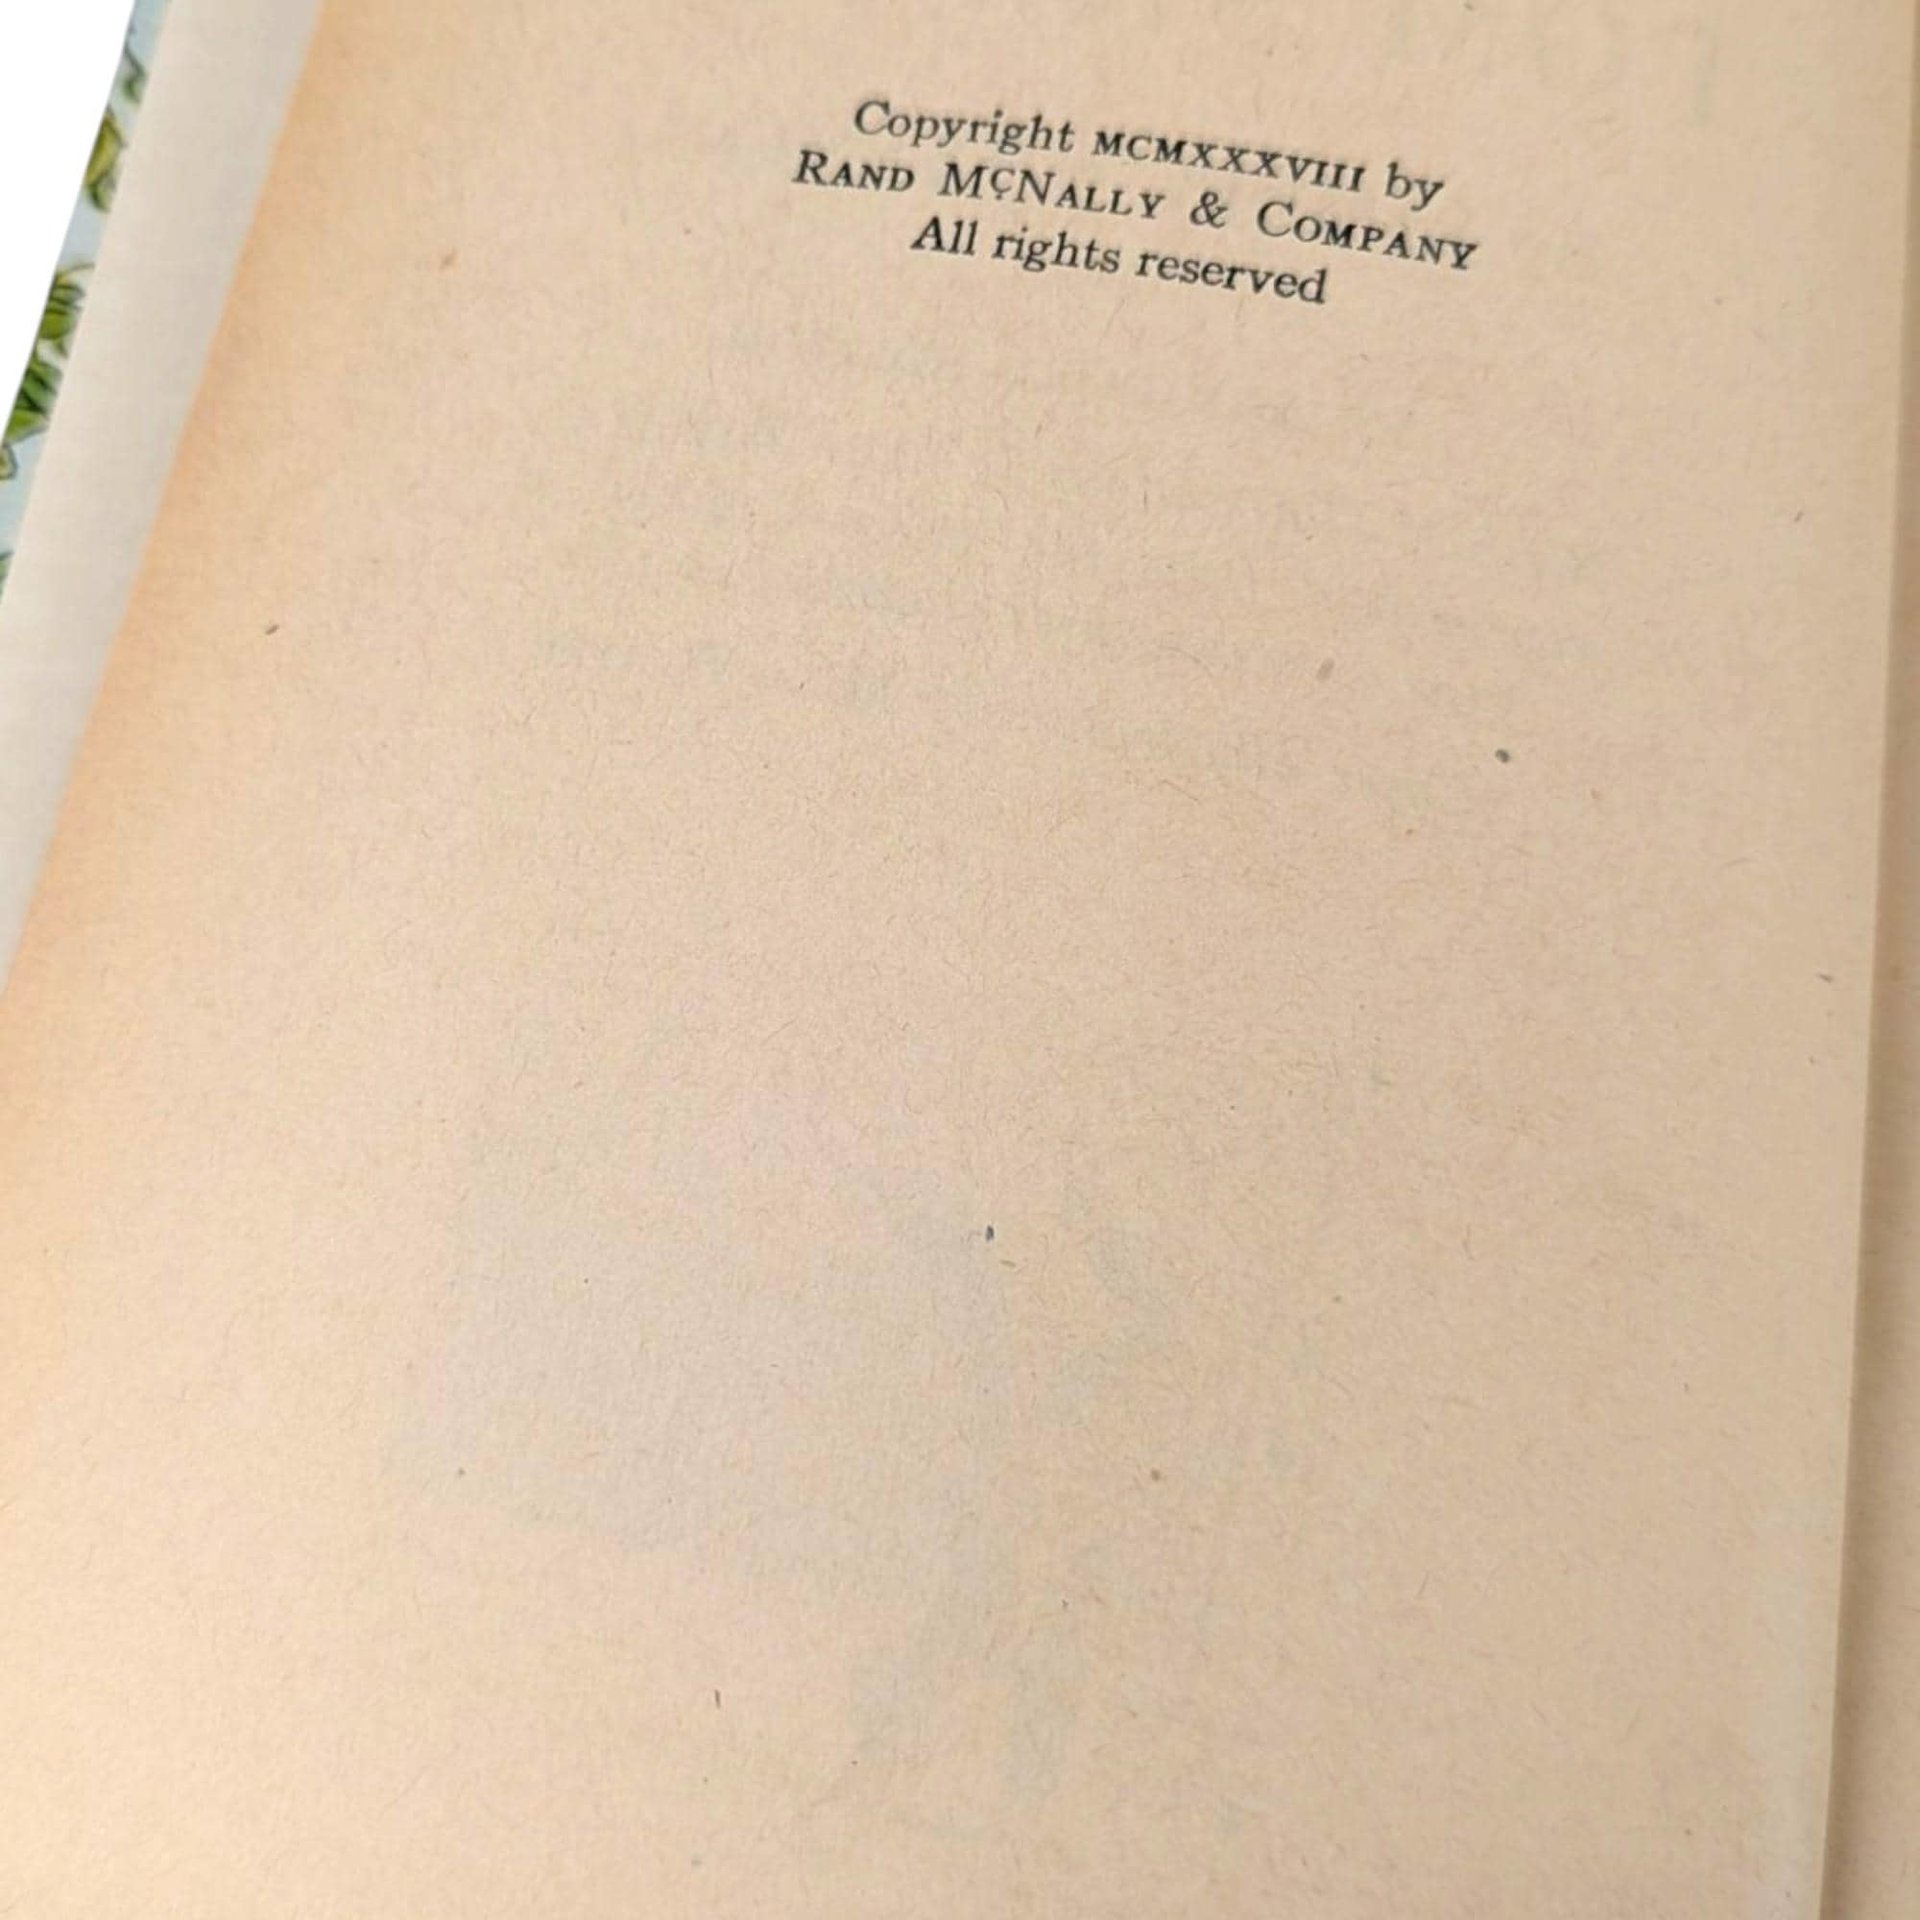 Copyright MCMXXXVIII by
RAND MCNALLY & COMPANY
All rights reserved